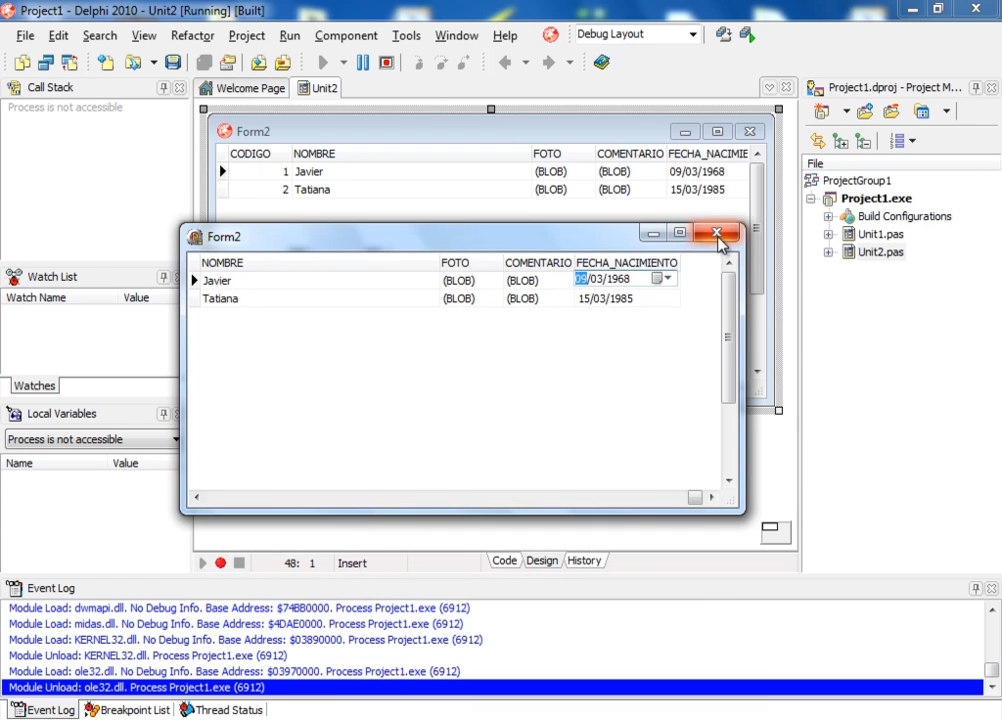 Project1 - Delphi 2010 - Unit2 [Running] [Built]
File Edit Search View Refactor Project Run Component Tools Window Help Debug Layout
Call Stack
Process is not accessible
Welcome Page Unit2
Project1.dproj - Project M...
Form2
CODIGO NOMBRE FOTO COMENTARIO FECHA_NACIMIE
1 Javier (BLOB) (BLOB) 09/03/1968
2 Tatiana (BLOB) (BLOB) 15/03/1985
File
ProjectGroup1
Project1.exe
Build Configurations
Unit1.pas
Unit2.pas
Form2
NOMBRE FOTO COMENTARIO FECHA_NACIMIENTO
Javier (BLOB) (BLOB) 09/03/1968
Tatiana (BLOB) (BLOB) 15/03/1985
Watch List
Watch Name Value
Watches
Local Variables
Process is not accessible
Name Value
48: 1 Insert
Code Design History
Event Log
Module Load: dwmapi.dll. No Debug Info. Base Address: $74BB0000. Process Project1.exe (6912)
Module Load: midas.dll. No Debug Info. Base Address: $4DAE0000. Process Project1.exe (6912)
Module Load: KERNEL32.dll. No Debug Info. Base Address: $03890000. Process Project1.exe (6912)
Module Unload: KERNEL32.dll. Process Project1.exe (6912)
Module Load: ole32.dll. No Debug Info. Base Address: $03970000. Process Project1.exe (6912)
Module Unload: ole32.dll. Process Project1.exe (6912)
Event Log Breakpoint List Thread Status